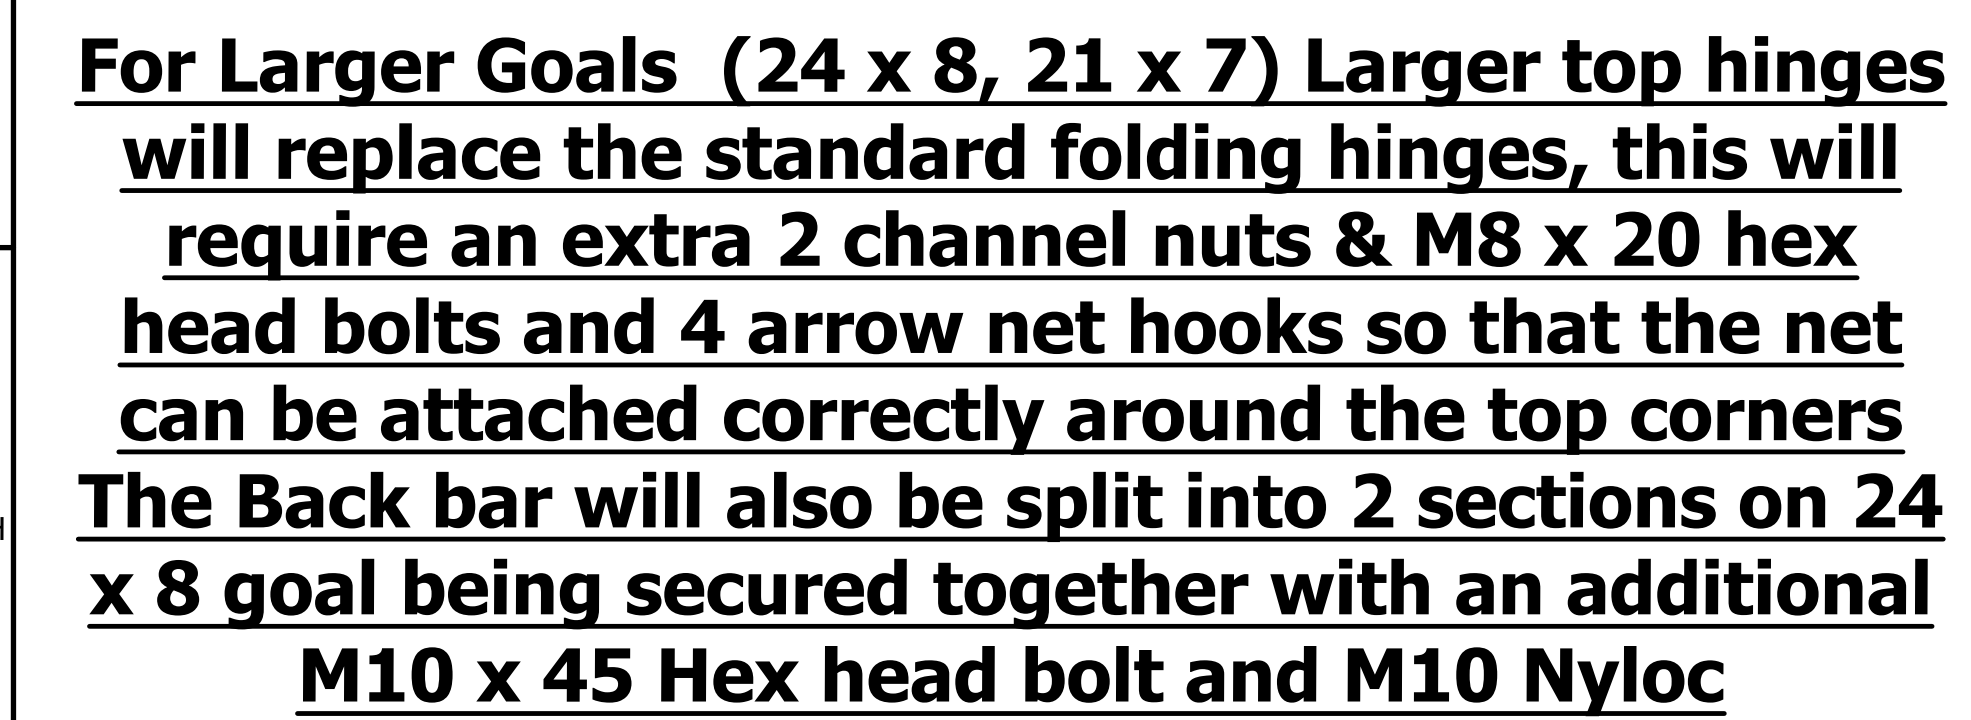 For Larger Goals  (24 x 8, 21 x 7) Larger top hinges
will replace the standard folding hinges, this will
require an extra 2 channel nuts & M8 x 20 hex
head bolts and 4 arrow net hooks so that the net
can be attached correctly around the top corners
The Back bar will also be split into 2 sections on 24
x 8 goal being secured together with an additional
M10 x 45 Hex head bolt and M10 Nyloc